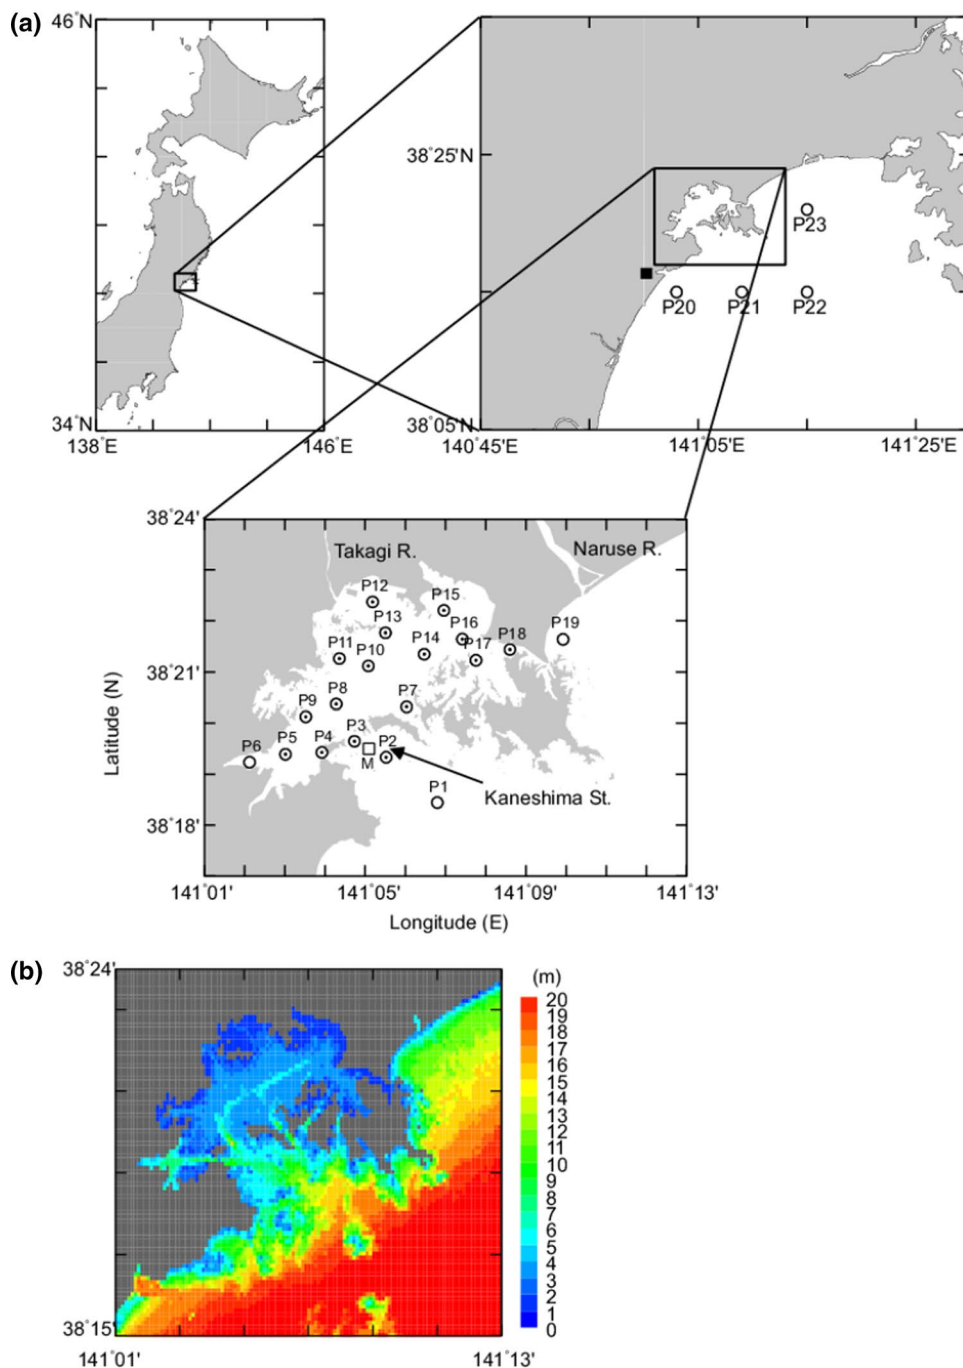 (a)
46°N
34°N
138°E
146°E
38°25'N
38°05'N
140°45'E
141°05'E
141°25'E
P23
P20
P21
P22
38°24'
38°21'
38°18'
Latitude (N)
Takagi R.
Naruse R.
P12
P15
P13
P16
P19
P14
P18
P11
P10
P17
P8
P7
P9
P3
P2
P5
P4
P6
M
P1
Kaneshima St.
141°01'
141°05'
141°09'
141°13'
Longitude (E)
(b)
38°24'
38°15'
141°01'
141°13'
(m)
20
19
18
17
16
15
14
13
12
11
10
9
8
7
6
5
4
3
2
1
0